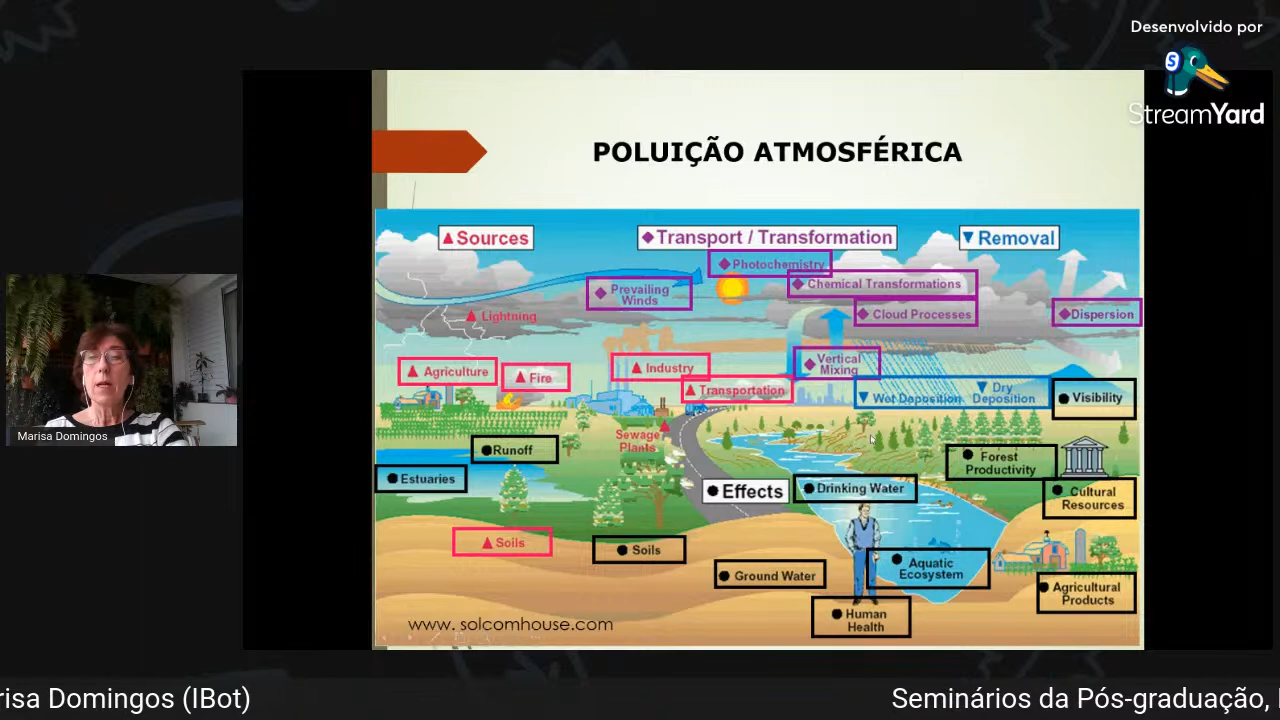 Desenvolvido por
StreamYard
POLUIÇÃO ATMOSFÉRICA
Sources
Transport / Transformation
Removal
Photochemistry
Prevailing
Winds
Chemical Transformations
Cloud Processes
Dispersion
Lightning
Agriculture
Fire
Industry
Vertical
Mixing
Transportation
Wet Deposition
Dry
Deposition
Visibility
Sewage
Plants
Runoff
Estuaries
Forest
Productivity
Effects
Drinking Water
Cultural
Resources
Soils
Soils
Ground Water
Aquatic
Ecosystem
Agricultural
Products
Human
Health
www. solcomhouse.com
Marisa Domingos
risa Domingos (IBot)
Seminários da Pós-graduação,